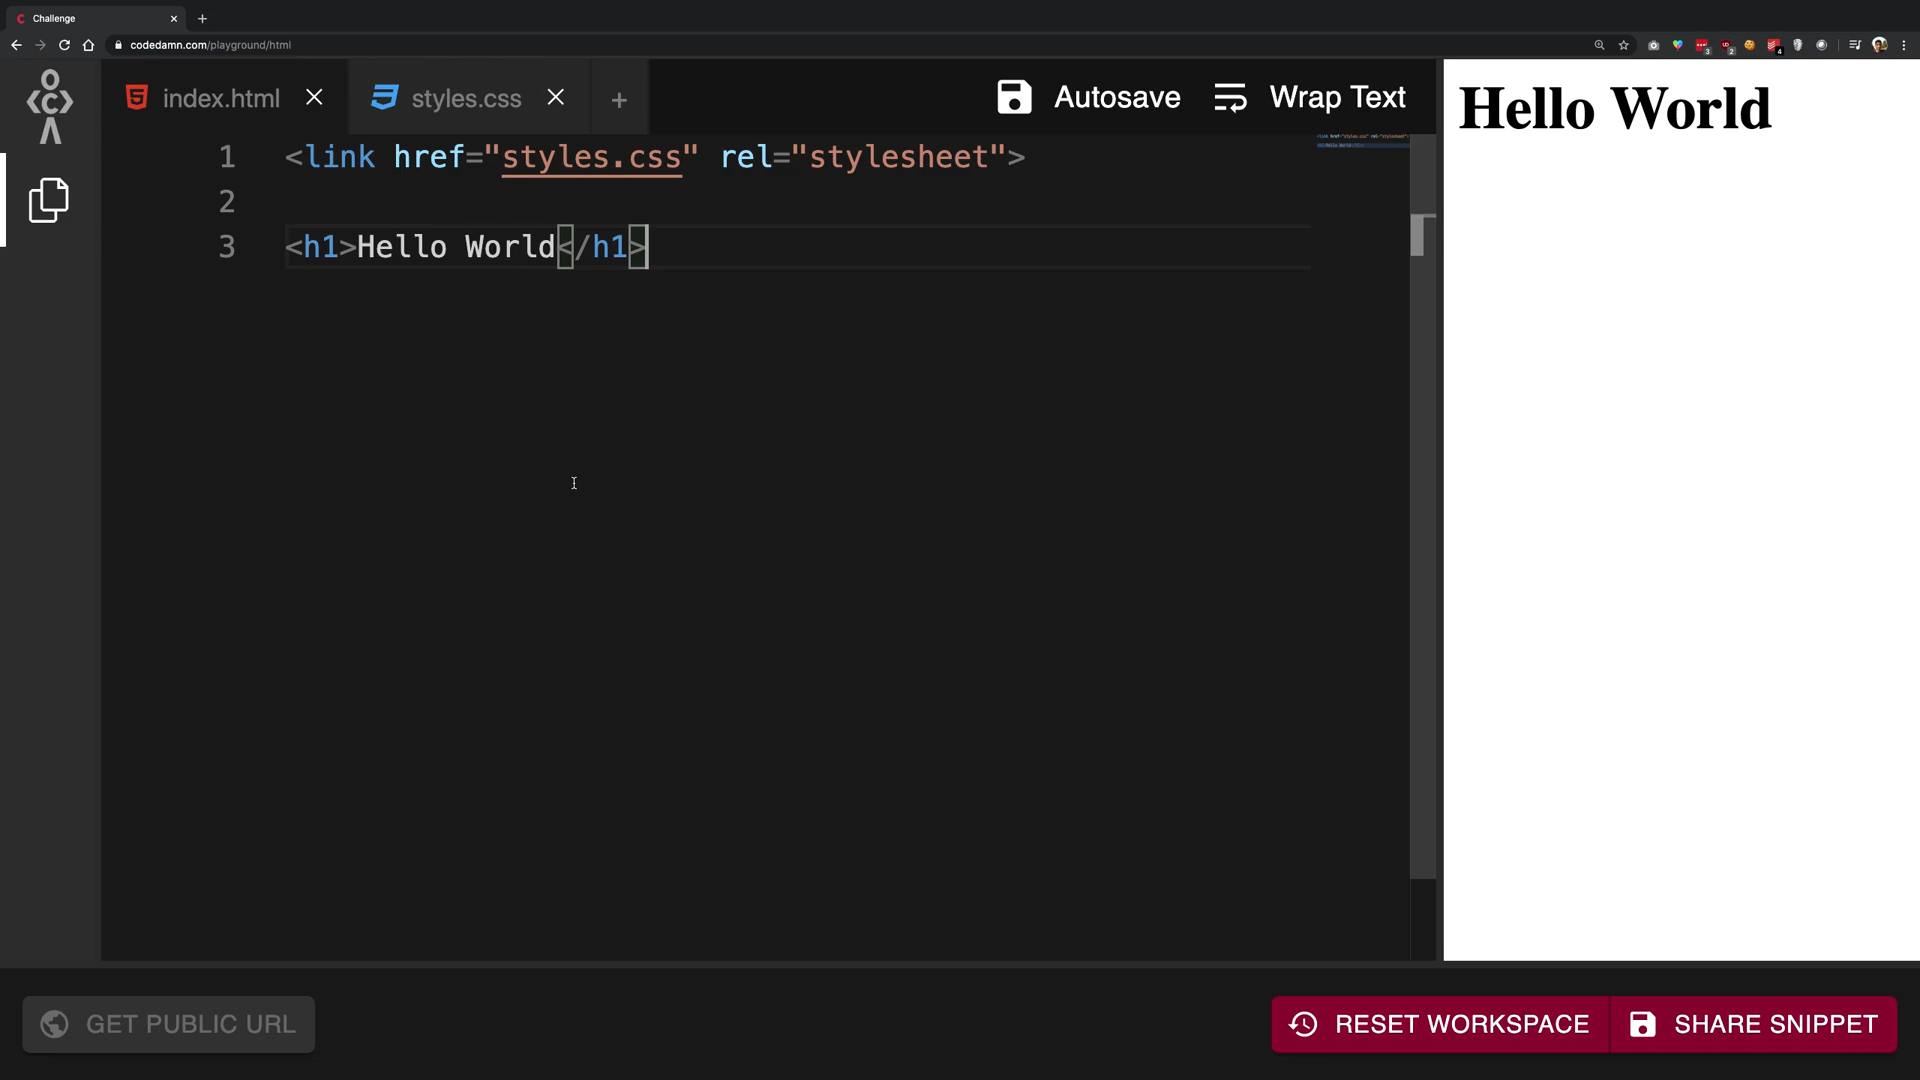 Challenge
codedamn.com/playground/html
index.html
styles.css
Autosave
Wrap Text
1 <link href="styles.css" rel="stylesheet">
2
3 <h1>Hello World</h1>
Hello World
GET PUBLIC URL
RESET WORKSPACE
SHARE SNIPPET